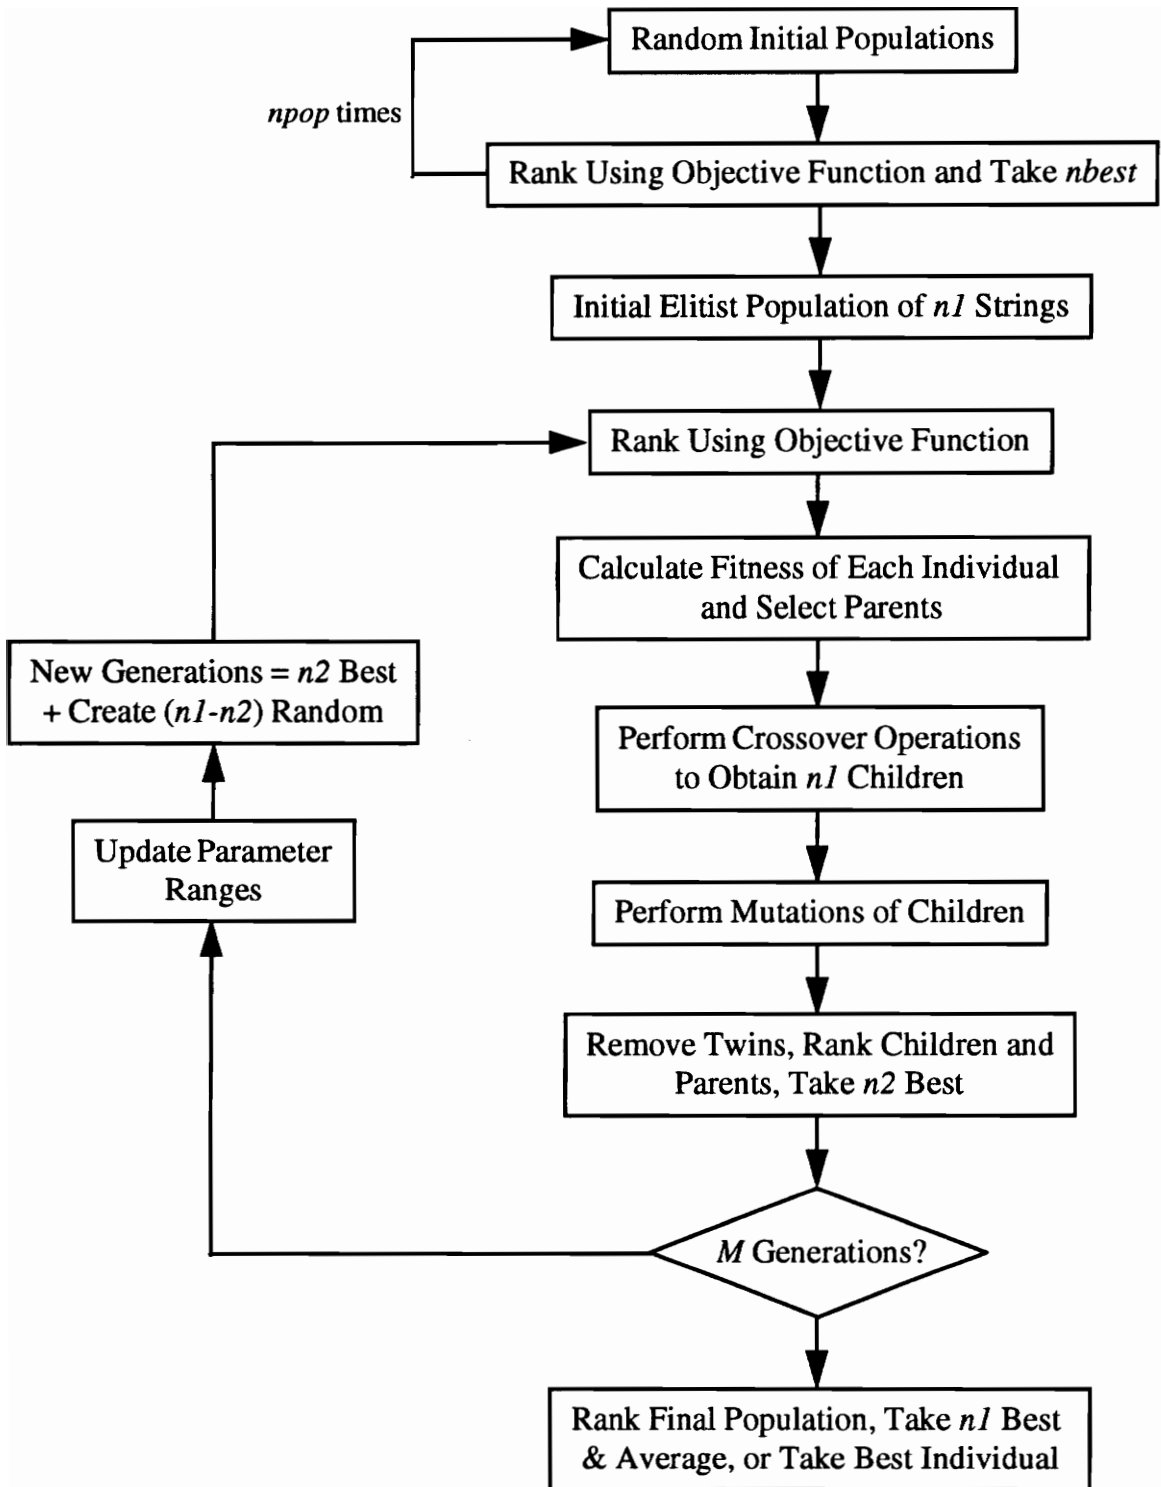 Random Initial Populations
npop times
Rank Using Objective Function and Take nbest
Initial Elitist Population of n1 Strings
Rank Using Objective Function
Calculate Fitness of Each Individual
and Select Parents
New Generations = n2 Best
+ Create (n1-n2) Random
Perform Crossover Operations
to Obtain n1 Children
Update Parameter
Ranges
Perform Mutations of Children
Remove Twins, Rank Children and
Parents, Take n2 Best
M Generations?
Rank Final Population, Take n1 Best
& Average, or Take Best Individual